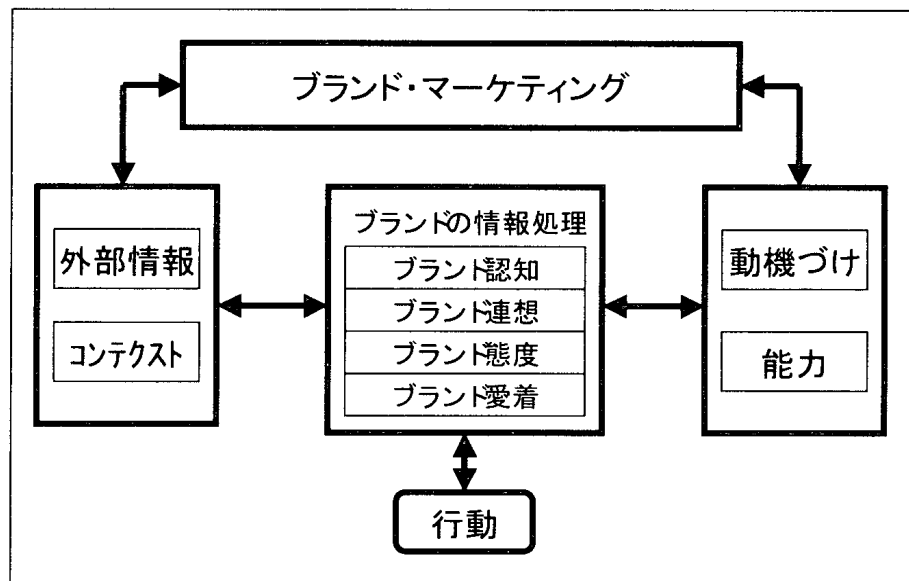 ブランド・マーケティング
外部情報
コンテクスト
ブランドの情報処理
ブランド認知
ブランド連想
ブランド態度
ブランド愛着
動機づけ
能力
行動